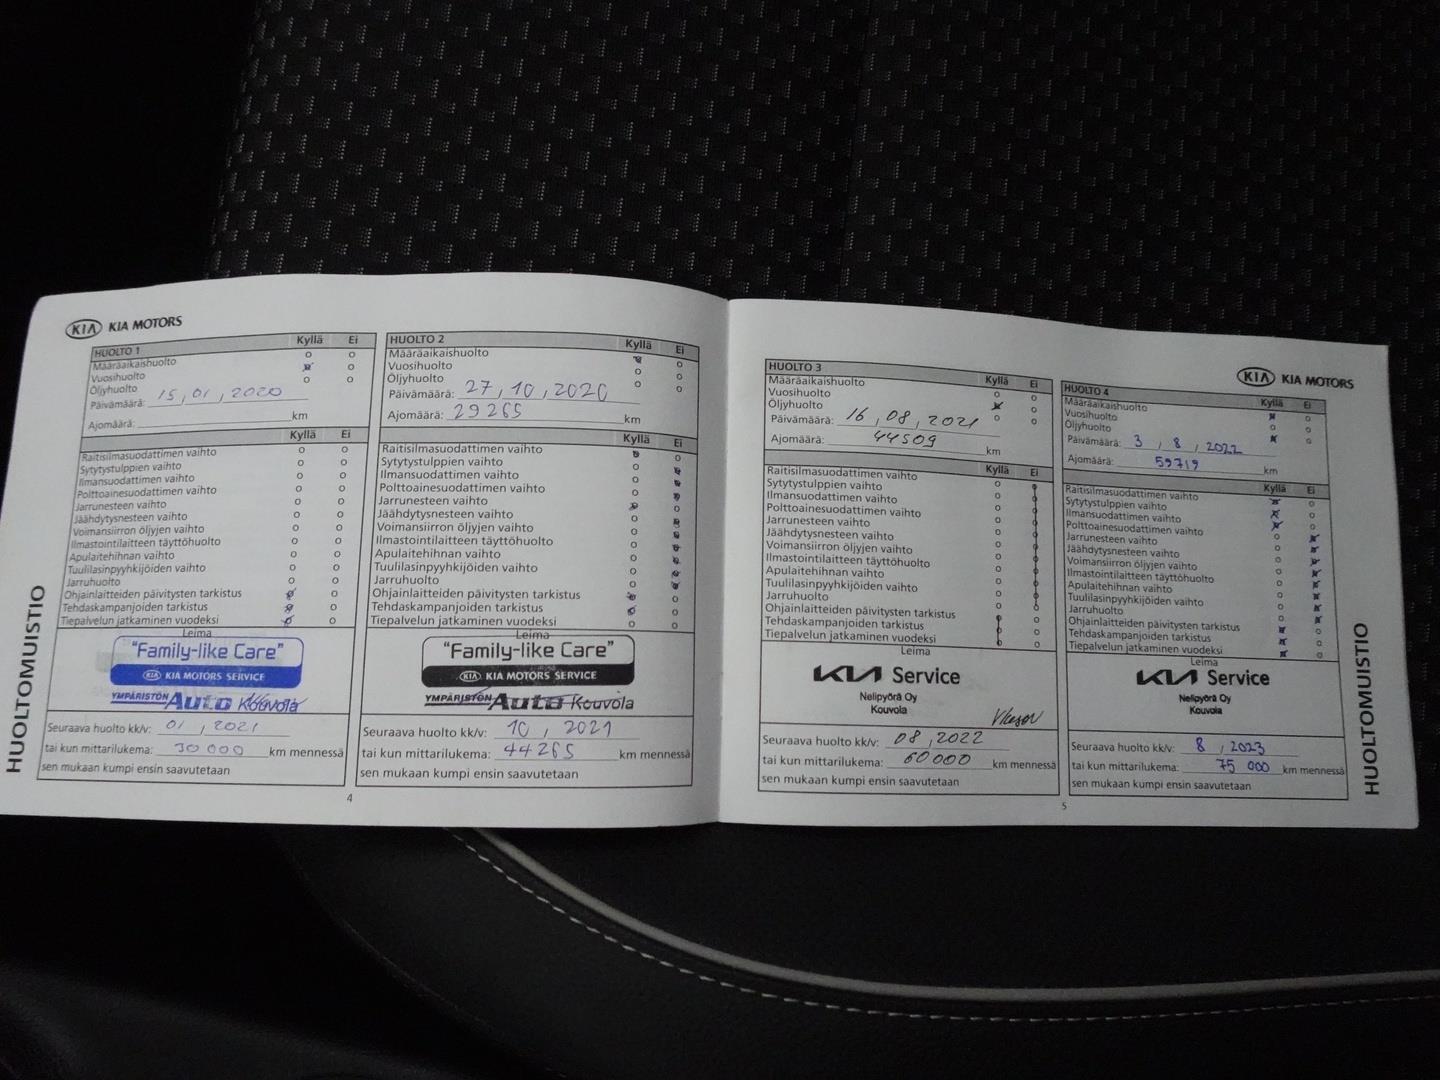 KIA KIA MOTORS
HUOLTOMUISTIO
HUOLTO 1 Kyllä Ei
Määräaikaishuolto
Vuosihuolto
Öljyhuolto
Päivämäärä: 15, 01, 2020
Ajomäärä: km
Kyllä Ei
Raitisilmasuodattimen vaihto
Sytytystulppien vaihto
Ilmansuodattimen vaihto
Polttoainesuodattimen vaihto
Jarrunesteen vaihto
Jäähdytysnesteen vaihto
Voimansiirron öljyjen vaihto
Ilmastointilaitteen täyttöhuolto
Apulaitehihnan vaihto
Tuulilasinpyyhkijöiden vaihto
Jarruhuolto
Ohjainlaitteiden päivitysten tarkistus
Tehdaskampanjoiden tarkistus
Tiepalvelun jatkaminen vuodeksi
Leima
"Family-like Care"
KIA KIA MOTORS SERVICE
YMPÄRISTÖN Auto Kouvola
Seuraava huolto kk/v: 01, 2021
tai kun mittarilukema: 30 000 km mennessä
sen mukaan kumpi ensin saavutetaan
4
HUOLTO 2 Kyllä Ei
Määräaikaishuolto
Vuosihuolto
Öljyhuolto
Päivämäärä: 27, 10, 2020
Ajomäärä: 29265 km
Kyllä Ei
Raitisilmasuodattimen vaihto
Sytytystulppien vaihto
Ilmansuodattimen vaihto
Polttoainesuodattimen vaihto
Jarrunesteen vaihto
Jäähdytysnesteen vaihto
Voimansiirron öljyjen vaihto
Ilmastointilaitteen täyttöhuolto
Apulaitehihnan vaihto
Tuulilasinpyyhkijöiden vaihto
Jarruhuolto
Ohjainlaitteiden päivitysten tarkistus
Tehdaskampanjoiden tarkistus
Tiepalvelun jatkaminen vuodeksi
Leima
"Family-like Care"
KIA KIA MOTORS SERVICE
YMPÄRISTÖN Auto Kouvola
Seuraava huolto kk/v: 10, 2021
tai kun mittarilukema: 44265 km mennessä
sen mukaan kumpi ensin saavutetaan
HUOLTO 3 Kyllä Ei
Määräaikaishuolto
Vuosihuolto
Öljyhuolto
Päivämäärä: 16, 08, 2021
Ajomäärä: 44509 km
Kyllä Ei
Raitisilmasuodattimen vaihto
Sytytystulppien vaihto
Ilmansuodattimen vaihto
Polttoainesuodattimen vaihto
Jarrunesteen vaihto
Jäähdytysnesteen vaihto
Voimansiirron öljyjen vaihto
Ilmastointilaitteen täyttöhuolto
Apulaitehihnan vaihto
Tuulilasinpyyhkijöiden vaihto
Jarruhuolto
Ohjainlaitteiden päivitysten tarkistus
Tehdaskampanjoiden tarkistus
Tiepalvelun jatkaminen vuodeksi
Leima
KIA Service
Nelipyörä Oy
Kouvola
Seuraava huolto kk/v: 08, 2022
tai kun mittarilukema: 60000 km mennessä
sen mukaan kumpi ensin saavutetaan
5
KIA KIA MOTORS
HUOLTO 4 Kyllä Ei
Määräaikaishuolto
Vuosihuolto
Öljyhuolto
Päivämäärä: 3, 8, 2022
Ajomäärä: 59719 km
Kyllä Ei
Raitisilmasuodattimen vaihto
Sytytystulppien vaihto
Ilmansuodattimen vaihto
Polttoainesuodattimen vaihto
Jarrunesteen vaihto
Jäähdytysnesteen vaihto
Voimansiirron öljyjen vaihto
Ilmastointilaitteen täyttöhuolto
Apulaitehihnan vaihto
Tuulilasinpyyhkijöiden vaihto
Jarruhuolto
Ohjainlaitteiden päivitysten tarkistus
Tehdaskampanjoiden tarkistus
Tiepalvelun jatkaminen vuodeksi
Leima
KIA Service
Nelipyörä Oy
Kouvola
Seuraava huolto kk/v: 8, 2023
tai kun mittarilukema: 75 000 km mennessä
sen mukaan kumpi ensin saavutetaan
HUOLTOMUISTIO